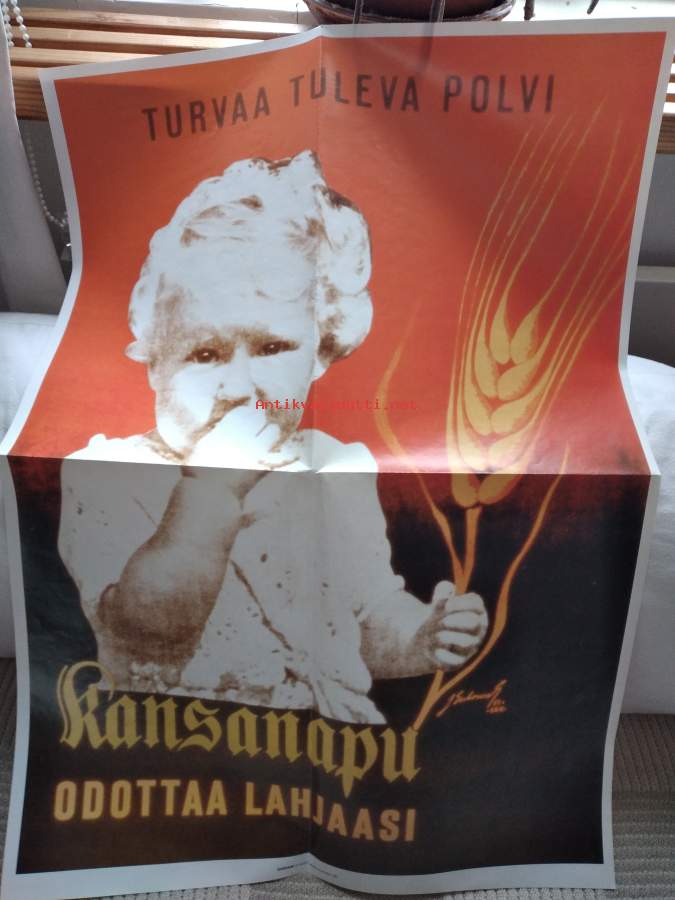 TURVAA TULEVA POLVI
Antikvariaatti.net
Kansanapu
ODOTTAA LAHJAASI